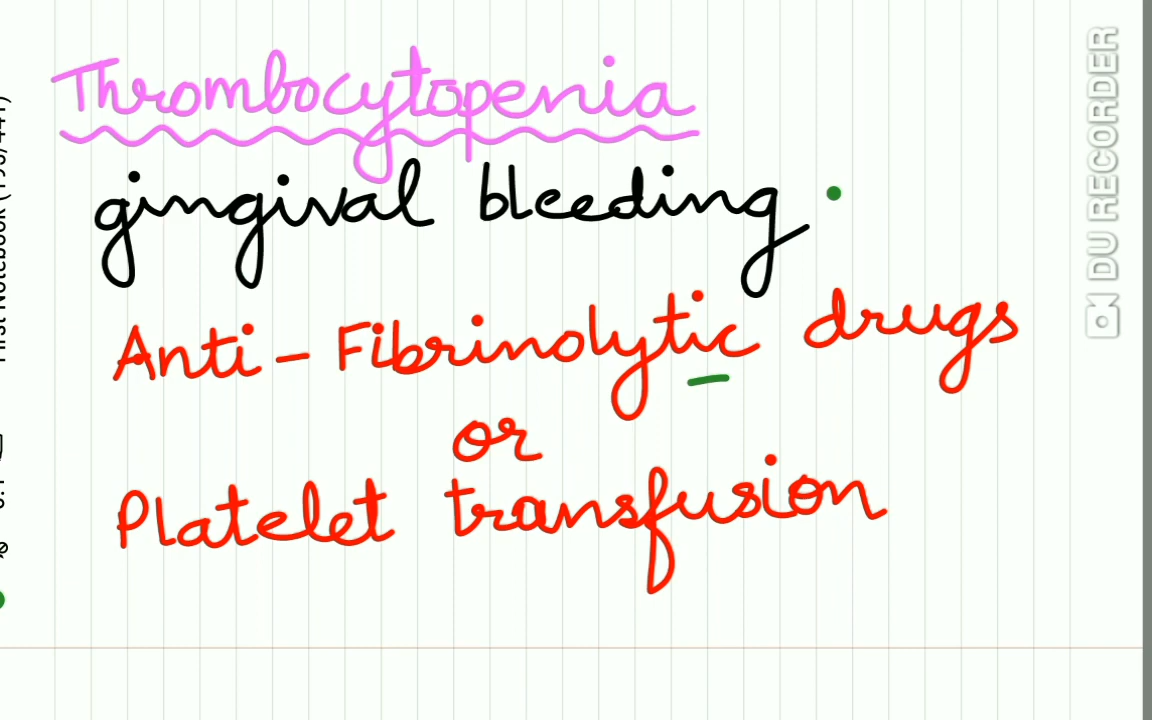 Thrombocytopenia
gingival bleeding.
Anti-Fibrinolytic drugs
or
Platelet transfusion
DU RECORDER